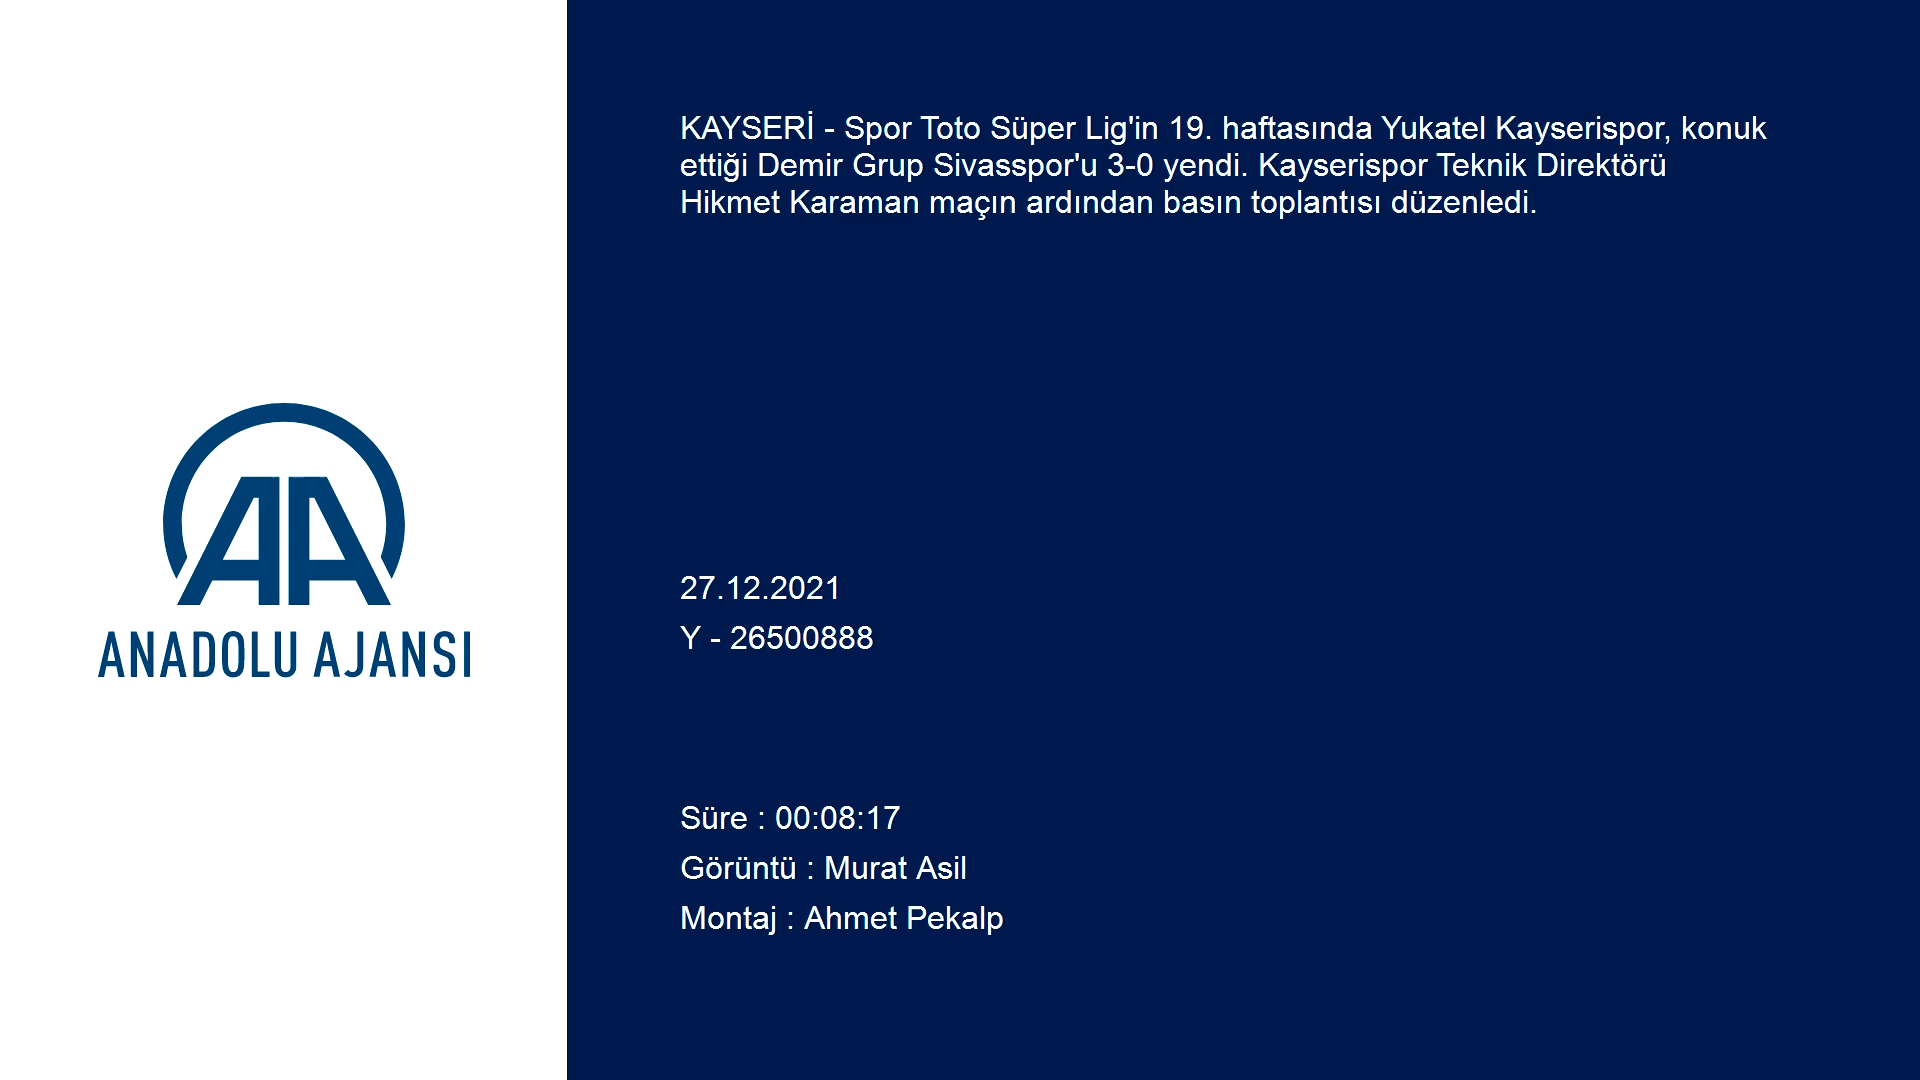 KAYSERİ - Spor Toto Süper Lig'in 19. haftasında Yukatel Kayserispor, konuk
ettiği Demir Grup Sivasspor'u 3-0 yendi. Kayserispor Teknik Direktörü
Hikmet Karaman maçın ardından basın toplantısı düzenledi.
AA
ANADOLU AJANSI
27.12.2021
Y - 26500888
Süre : 00:08:17
Görüntü : Murat Asil
Montaj : Ahmet Pekalp